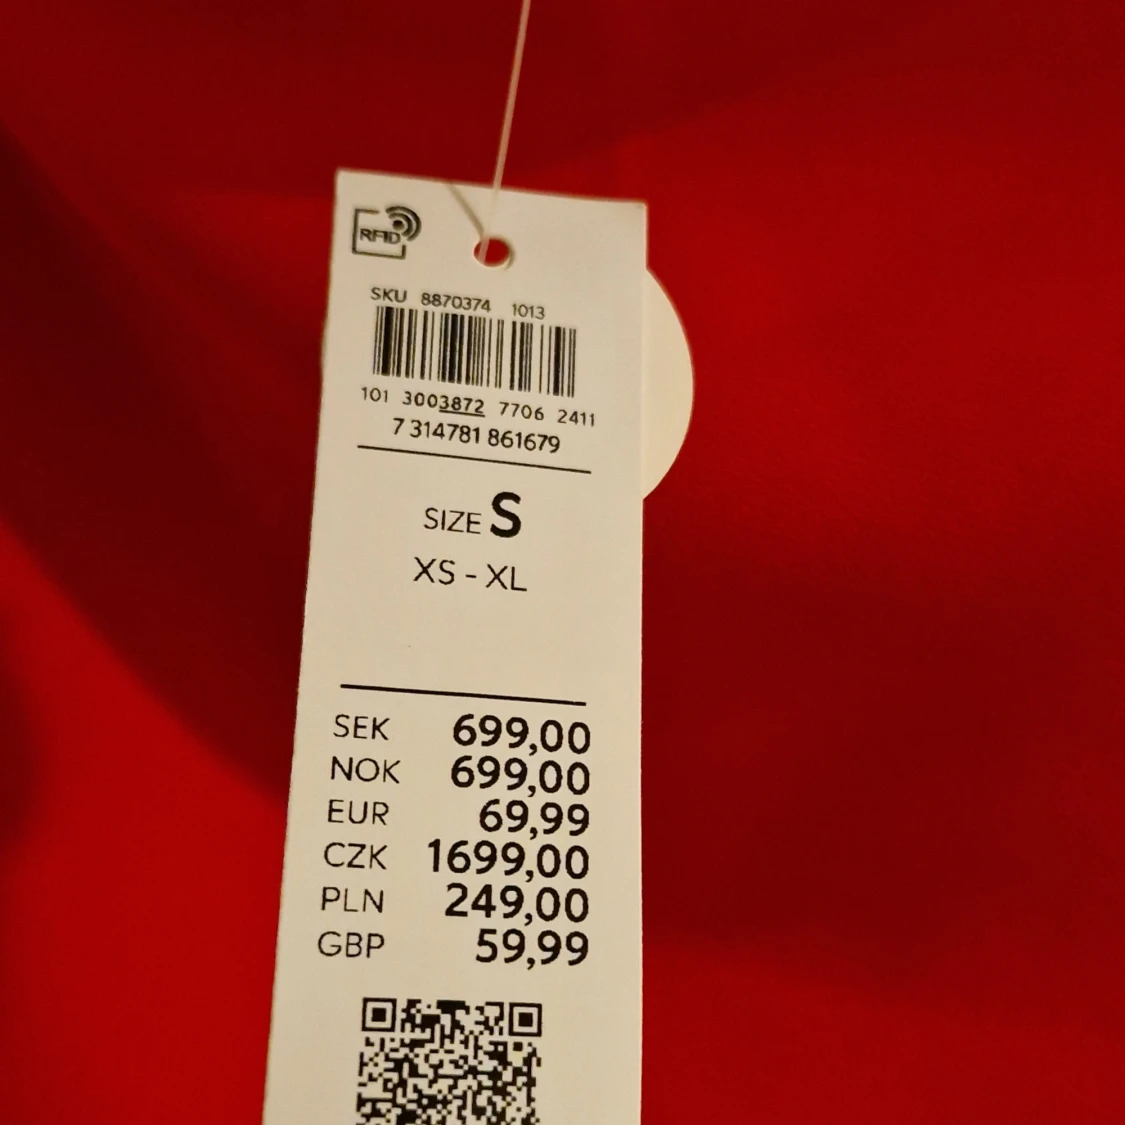 RFID
SKU 8870374 1013
101 3003872 7706 2411
7 314781 861679
SIZE S
XS - XL
SEK 699,00
NOK 699,00
EUR 69,99
CZK 1699,00
PLN 249,00
GBP 59,99